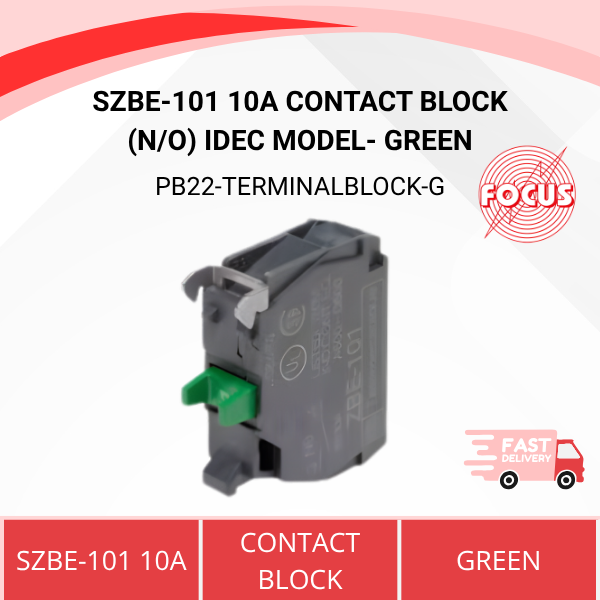 SZBE-101 10A CONTACT BLOCK
(N/O) IDEC MODEL- GREEN
PB22-TERMINALBLOCK-G
FOCUS
UL
ZBE-101
FAST
DELIVERY
SZBE-101 10A
CONTACT
BLOCK
GREEN